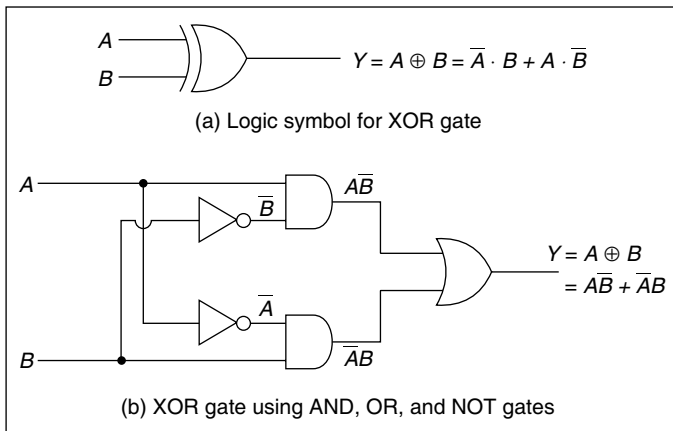 A
B
Y = A ⊕ B = A̅ · B + A · B̅
(a) Logic symbol for XOR gate
A
B̅
AB̅
Y = A ⊕ B
= AB̅ + A̅B
A̅
A̅B
B
(b) XOR gate using AND, OR, and NOT gates